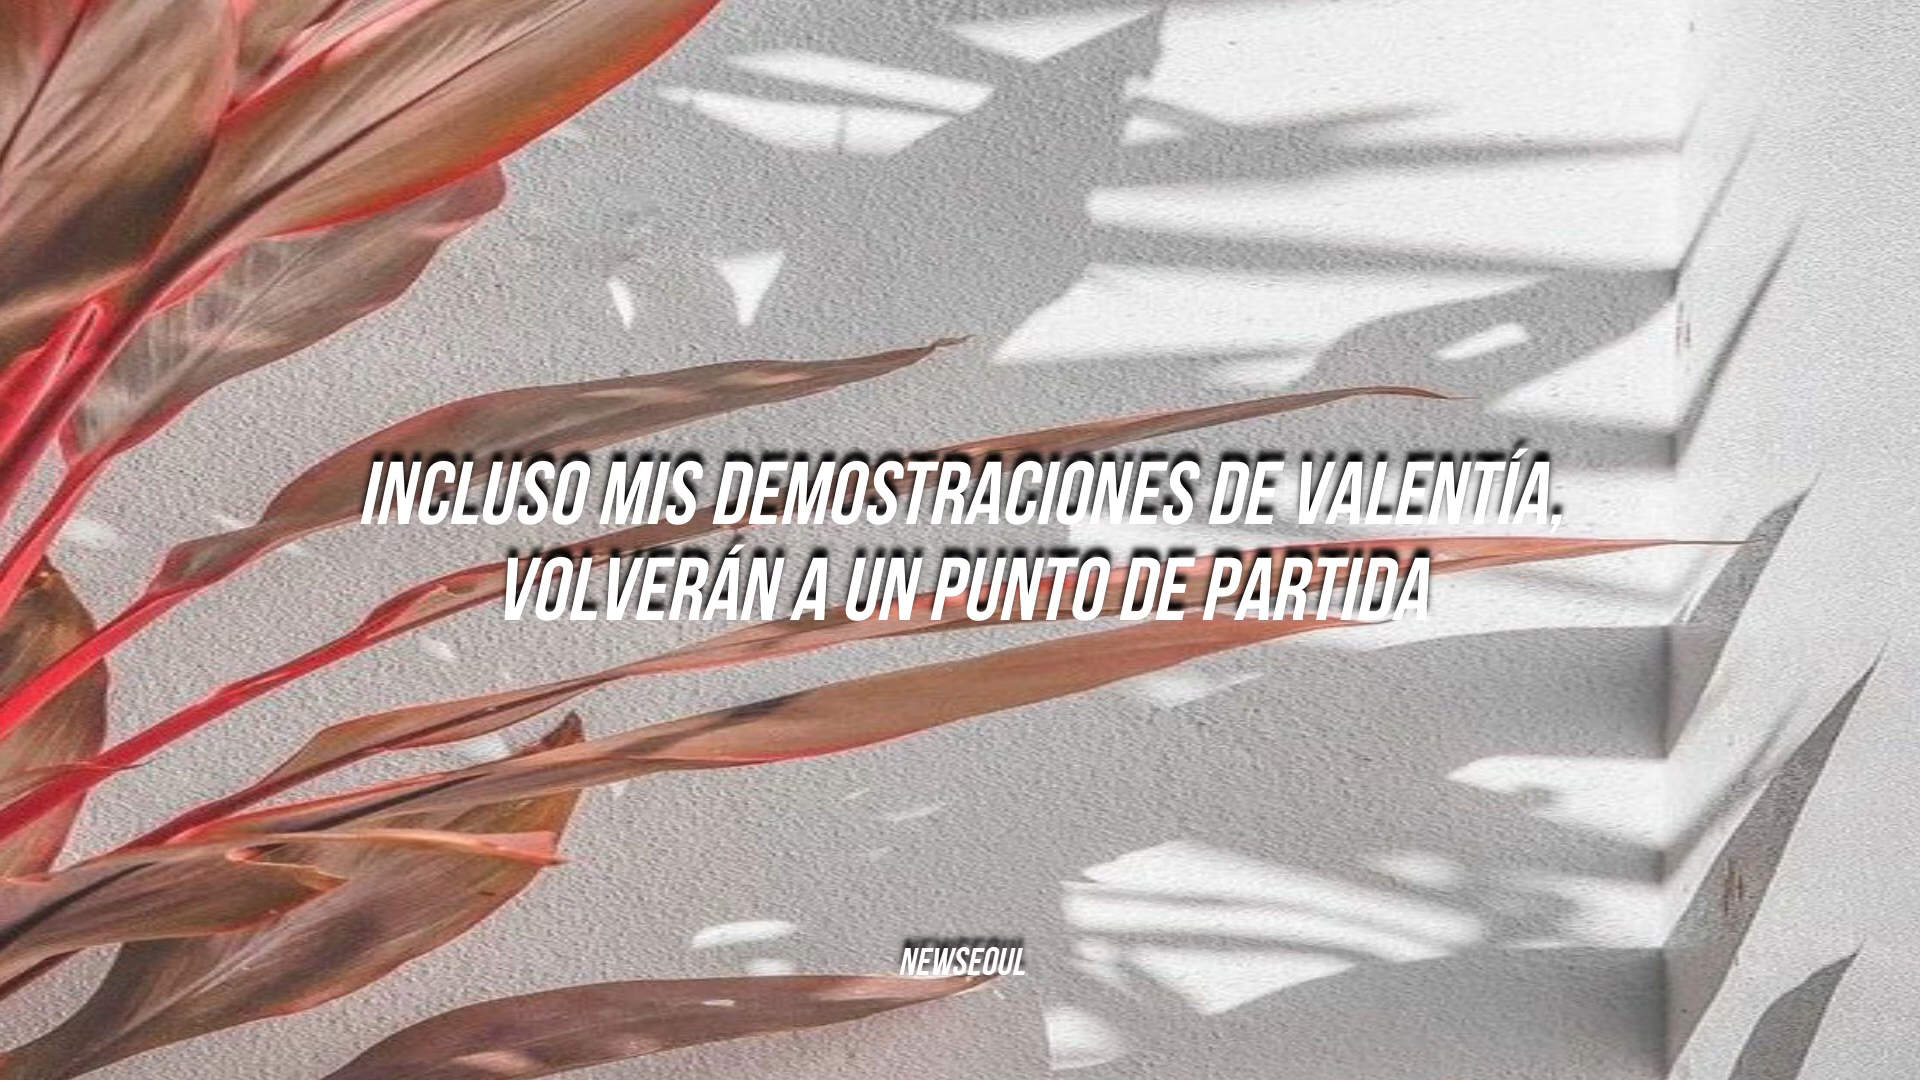 INCLUSO MIS DEMOSTRACIONES DE VALENTÍA,
VOLVERÁN A UN PUNTO DE PARTIDA
NEWSEOUL